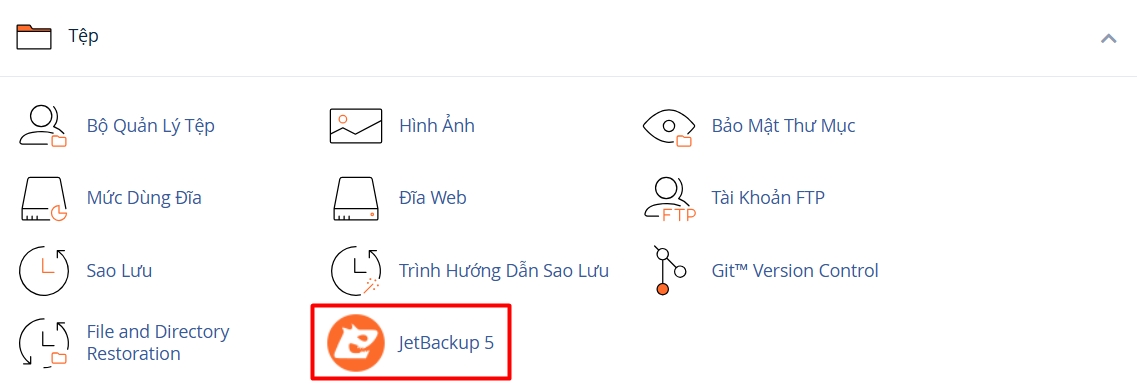 Tệp
Bộ Quản Lý Tệp
Hình Ảnh
Bảo Mật Thư Mục
Mức Dùng Đĩa
Đĩa Web
Tài Khoản FTP
FTP
Sao Lưu
Trình Hướng Dẫn Sao Lưu
Git™ Version Control
File and Directory
Restoration
JetBackup 5